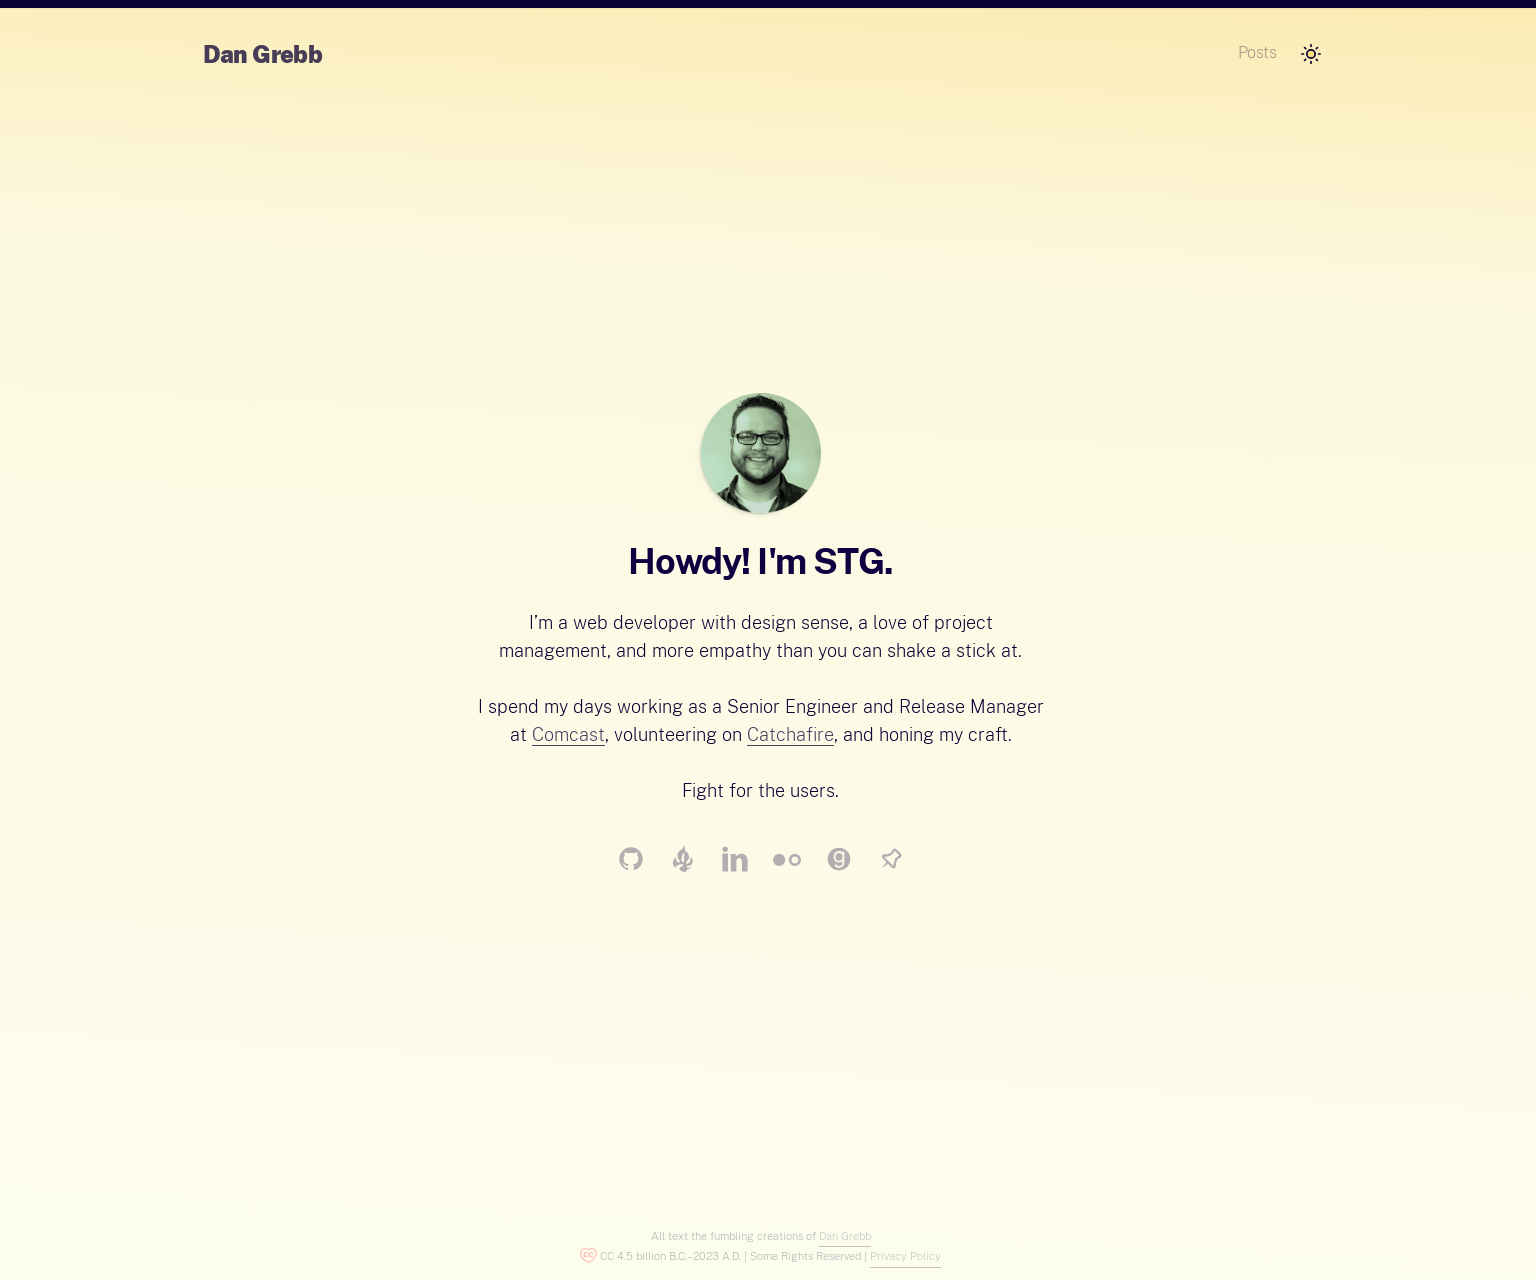 Dan Grebb
Posts
Howdy! I'm STG.
I’m a web developer with design sense, a love of project
management, and more empathy than you can shake a stick at.
I spend my days working as a Senior Engineer and Release Manager
at Comcast, volunteering on Catchafire, and honing my craft.
Fight for the users.
All text the fumbling creations of Dan Grebb
CC 4.5 billion B.C.–2023 A.D. | Some Rights Reserved | Privacy Policy